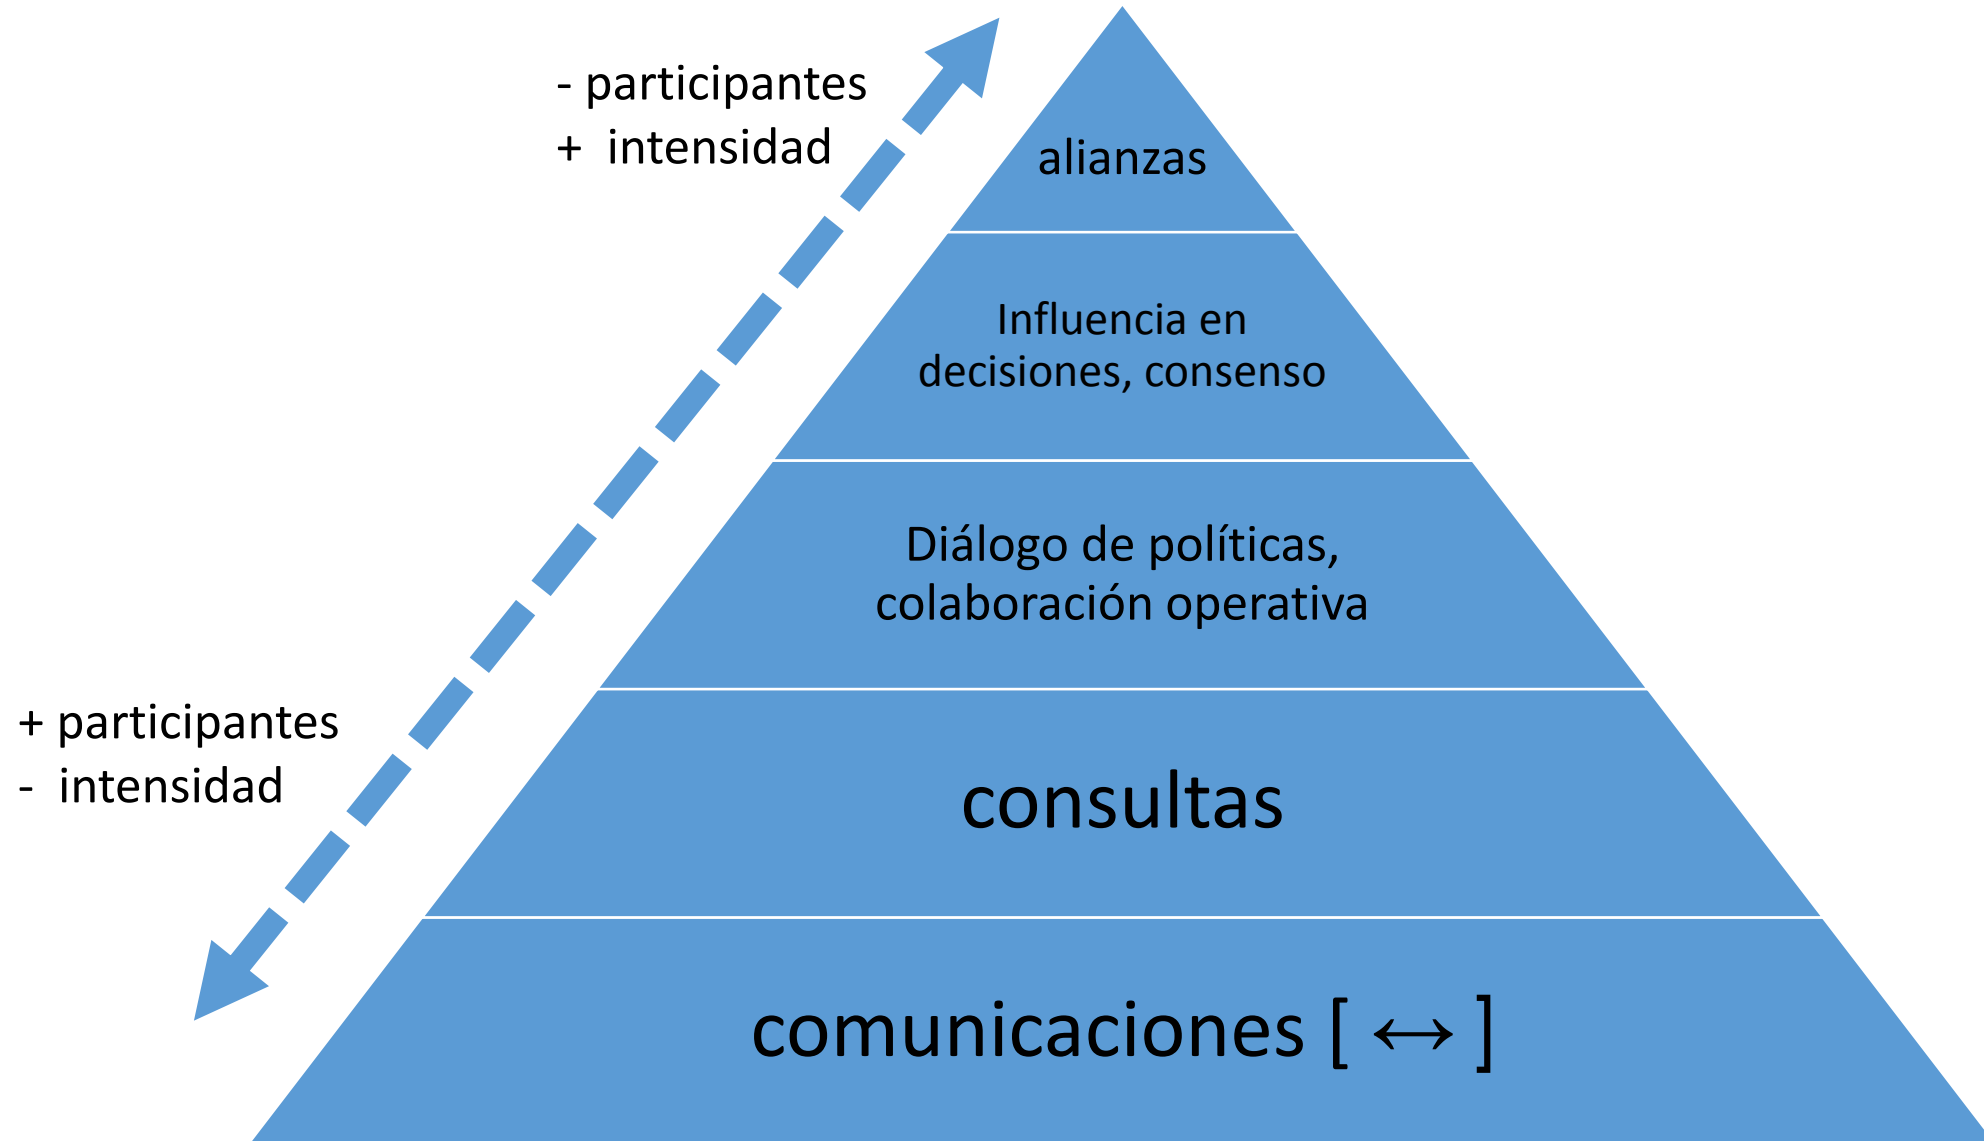 - participantes
+ intensidad
alianzas
Influencia en
decisiones, consenso
Diálogo de políticas,
colaboración operativa
+ participantes
- intensidad
consultas
comunicaciones [ ↔ ]